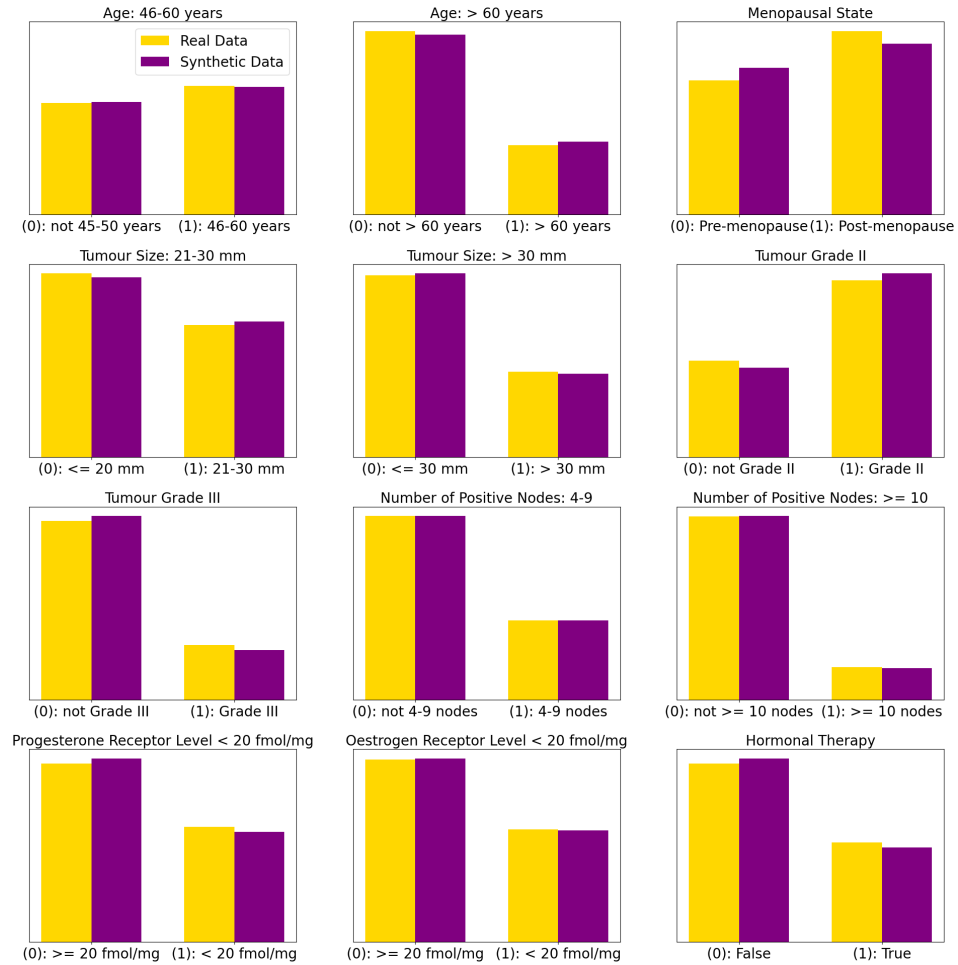 Age: 46-60 years
Real Data
Synthetic Data
(0): not 45-50 years
(1): 46-60 years
Age: > 60 years
(0): not > 60 years
(1): > 60 years
Menopausal State
(0): Pre-menopause
(1): Post-menopause
Tumour Size: 21-30 mm
(0): <= 20 mm
(1): 21-30 mm
Tumour Size: > 30 mm
(0): <= 30 mm
(1): > 30 mm
Tumour Grade II
(0): not Grade II
(1): Grade II
Tumour Grade III
(0): not Grade III
(1): Grade III
Number of Positive Nodes: 4-9
(0): not 4-9 nodes
(1): 4-9 nodes
Number of Positive Nodes: >= 10
(0): not >= 10 nodes
(1): >= 10 nodes
Progesterone Receptor Level < 20 fmol/mg
(0): >= 20 fmol/mg
(1): < 20 fmol/mg
Oestrogen Receptor Level < 20 fmol/mg
(0): >= 20 fmol/mg
(1): < 20 fmol/mg
Hormonal Therapy
(0): False
(1): True